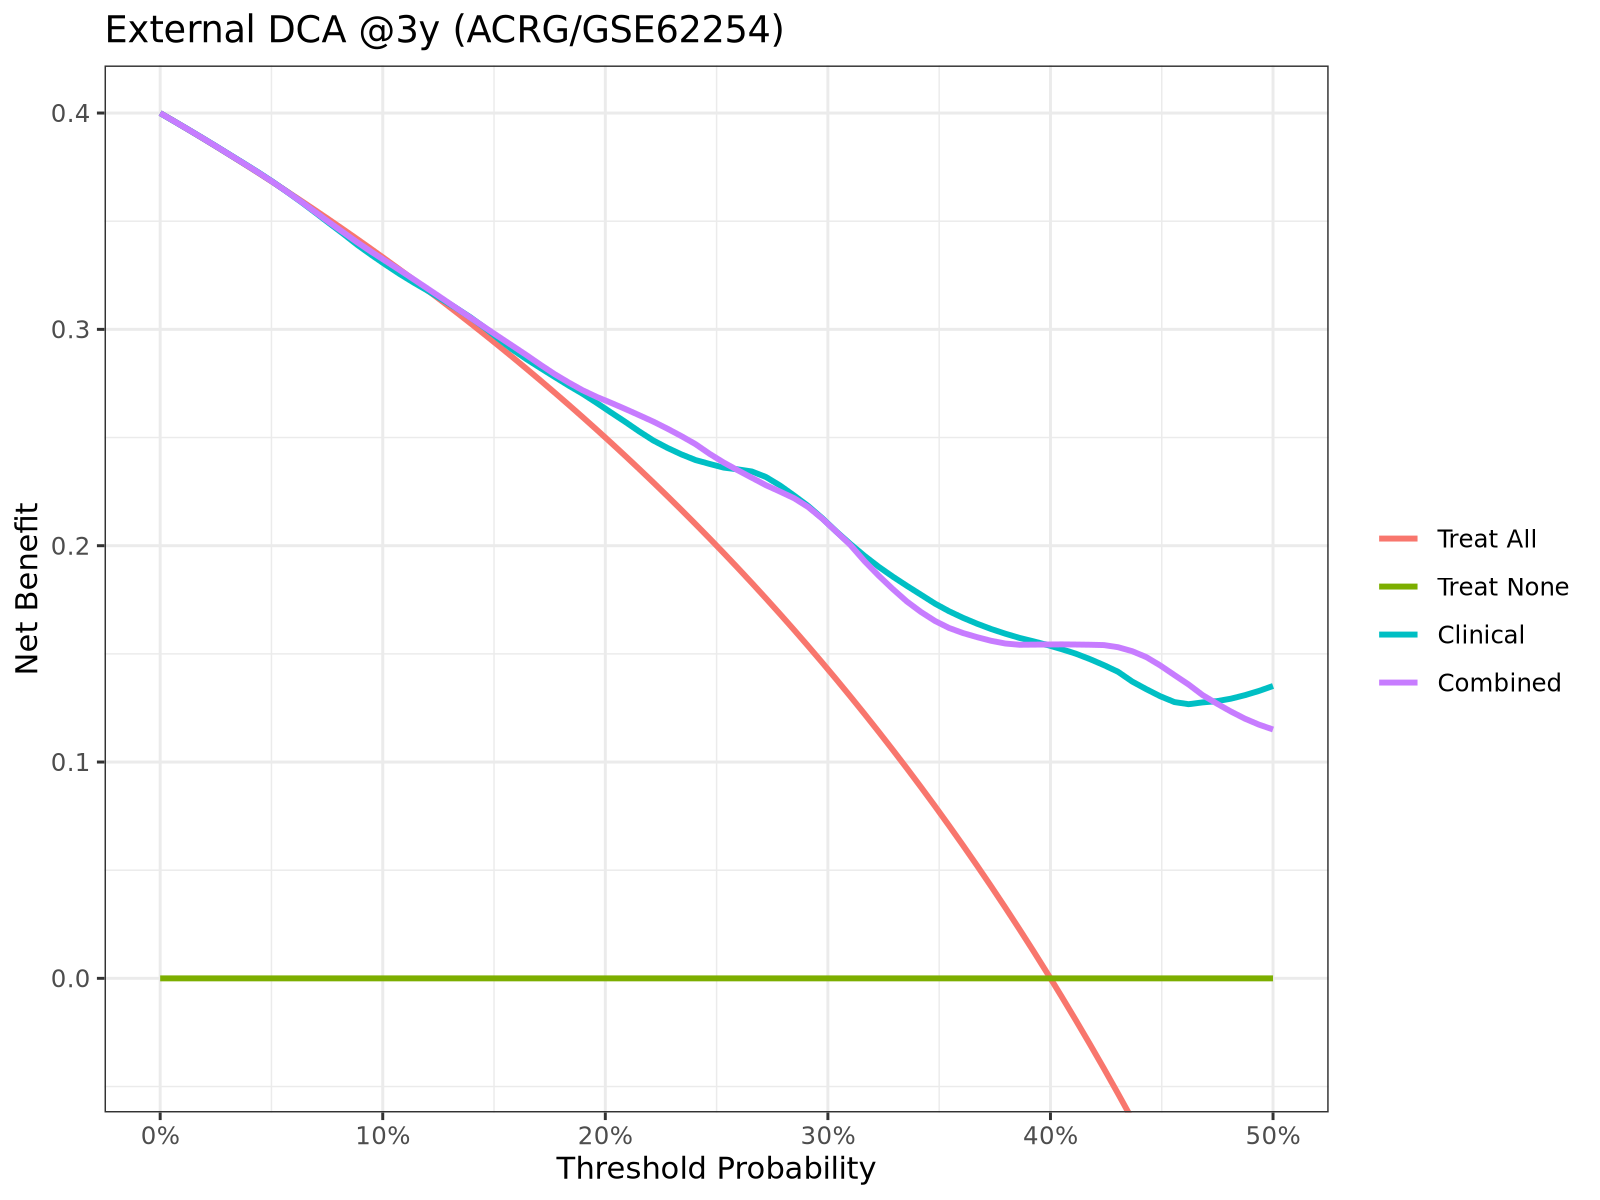 External DCA @3y (ACRG/GSE62254)
Net Benefit
0.4
0.3
0.2
0.1
0.0
0%
10%
20%
30%
40%
50%
Threshold Probability
Treat All
Treat None
Clinical
Combined